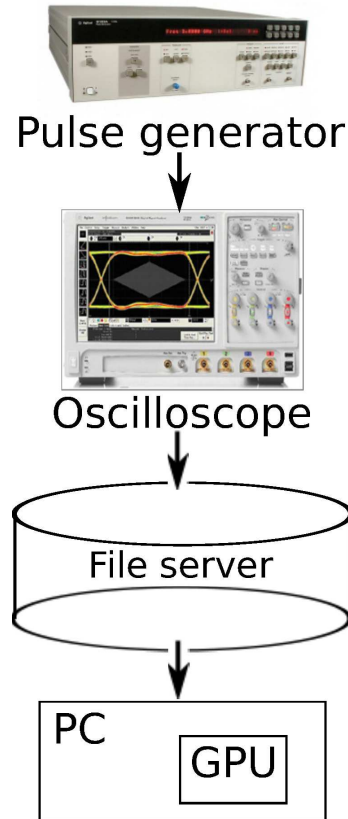 Pulse generator
Oscilloscope
File server
PC
GPU